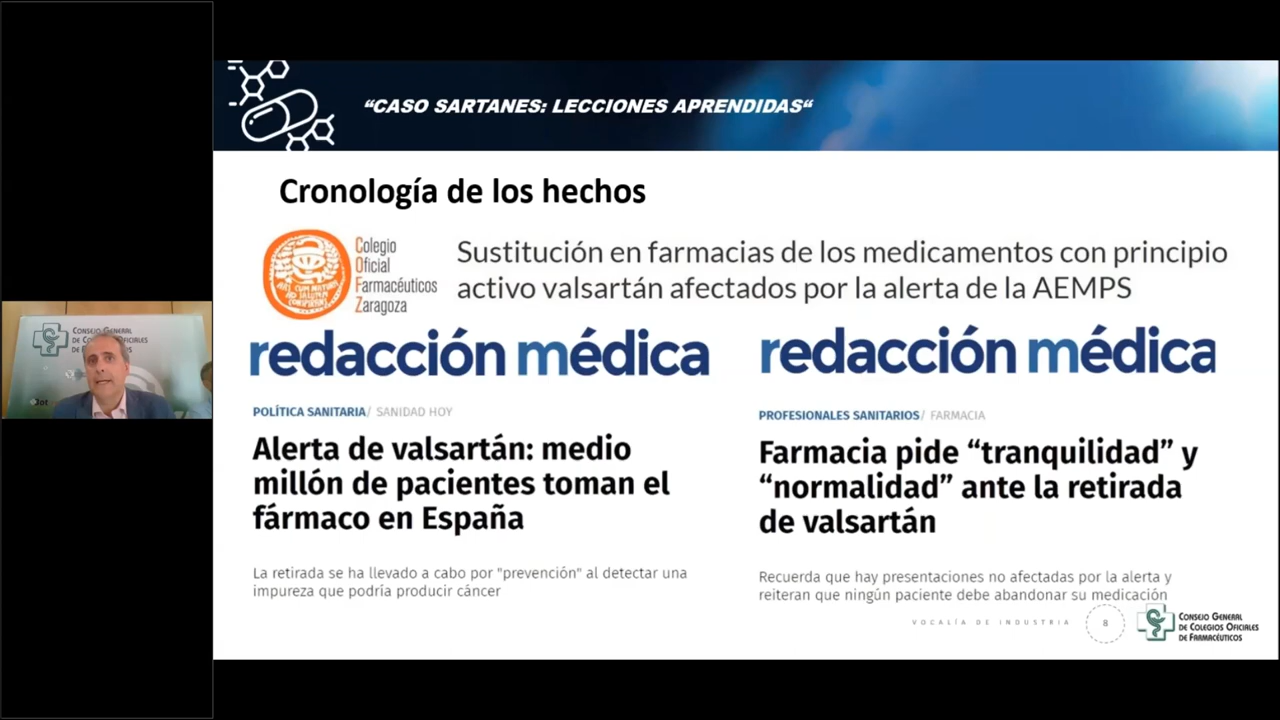 “CASO SARTANES: LECCIONES APRENDIDAS“
Cronología de los hechos
Colegio
Oficial
Farmacéuticos
Zaragoza
Sustitución en farmacias de los medicamentos con principio
activo valsartán afectados por la alerta de la AEMPS
redacción médica
POLÍTICA SANITARIA/ SANIDAD HOY
Alerta de valsartán: medio
millón de pacientes toman el
fármaco en España
La retirada se ha llevado a cabo por "prevención" al detectar una
impureza que podría producir cáncer
redacción médica
PROFESIONALES SANITARIOS/ FARMACIA
Farmacia pide “tranquilidad” y
“normalidad” ante la retirada
de valsartán
Recuerda que hay presentaciones no afectadas por la alerta y
reiteran que ningún paciente debe abandonar su medicación
VOCALÍA DE INDUSTRIA
8
CONSEJO GENERAL
DE COLEGIOS OFICIALES
DE FARMACÉUTICOS
CONSEJO GENERAL
DE COLEGIOS OFICIALES